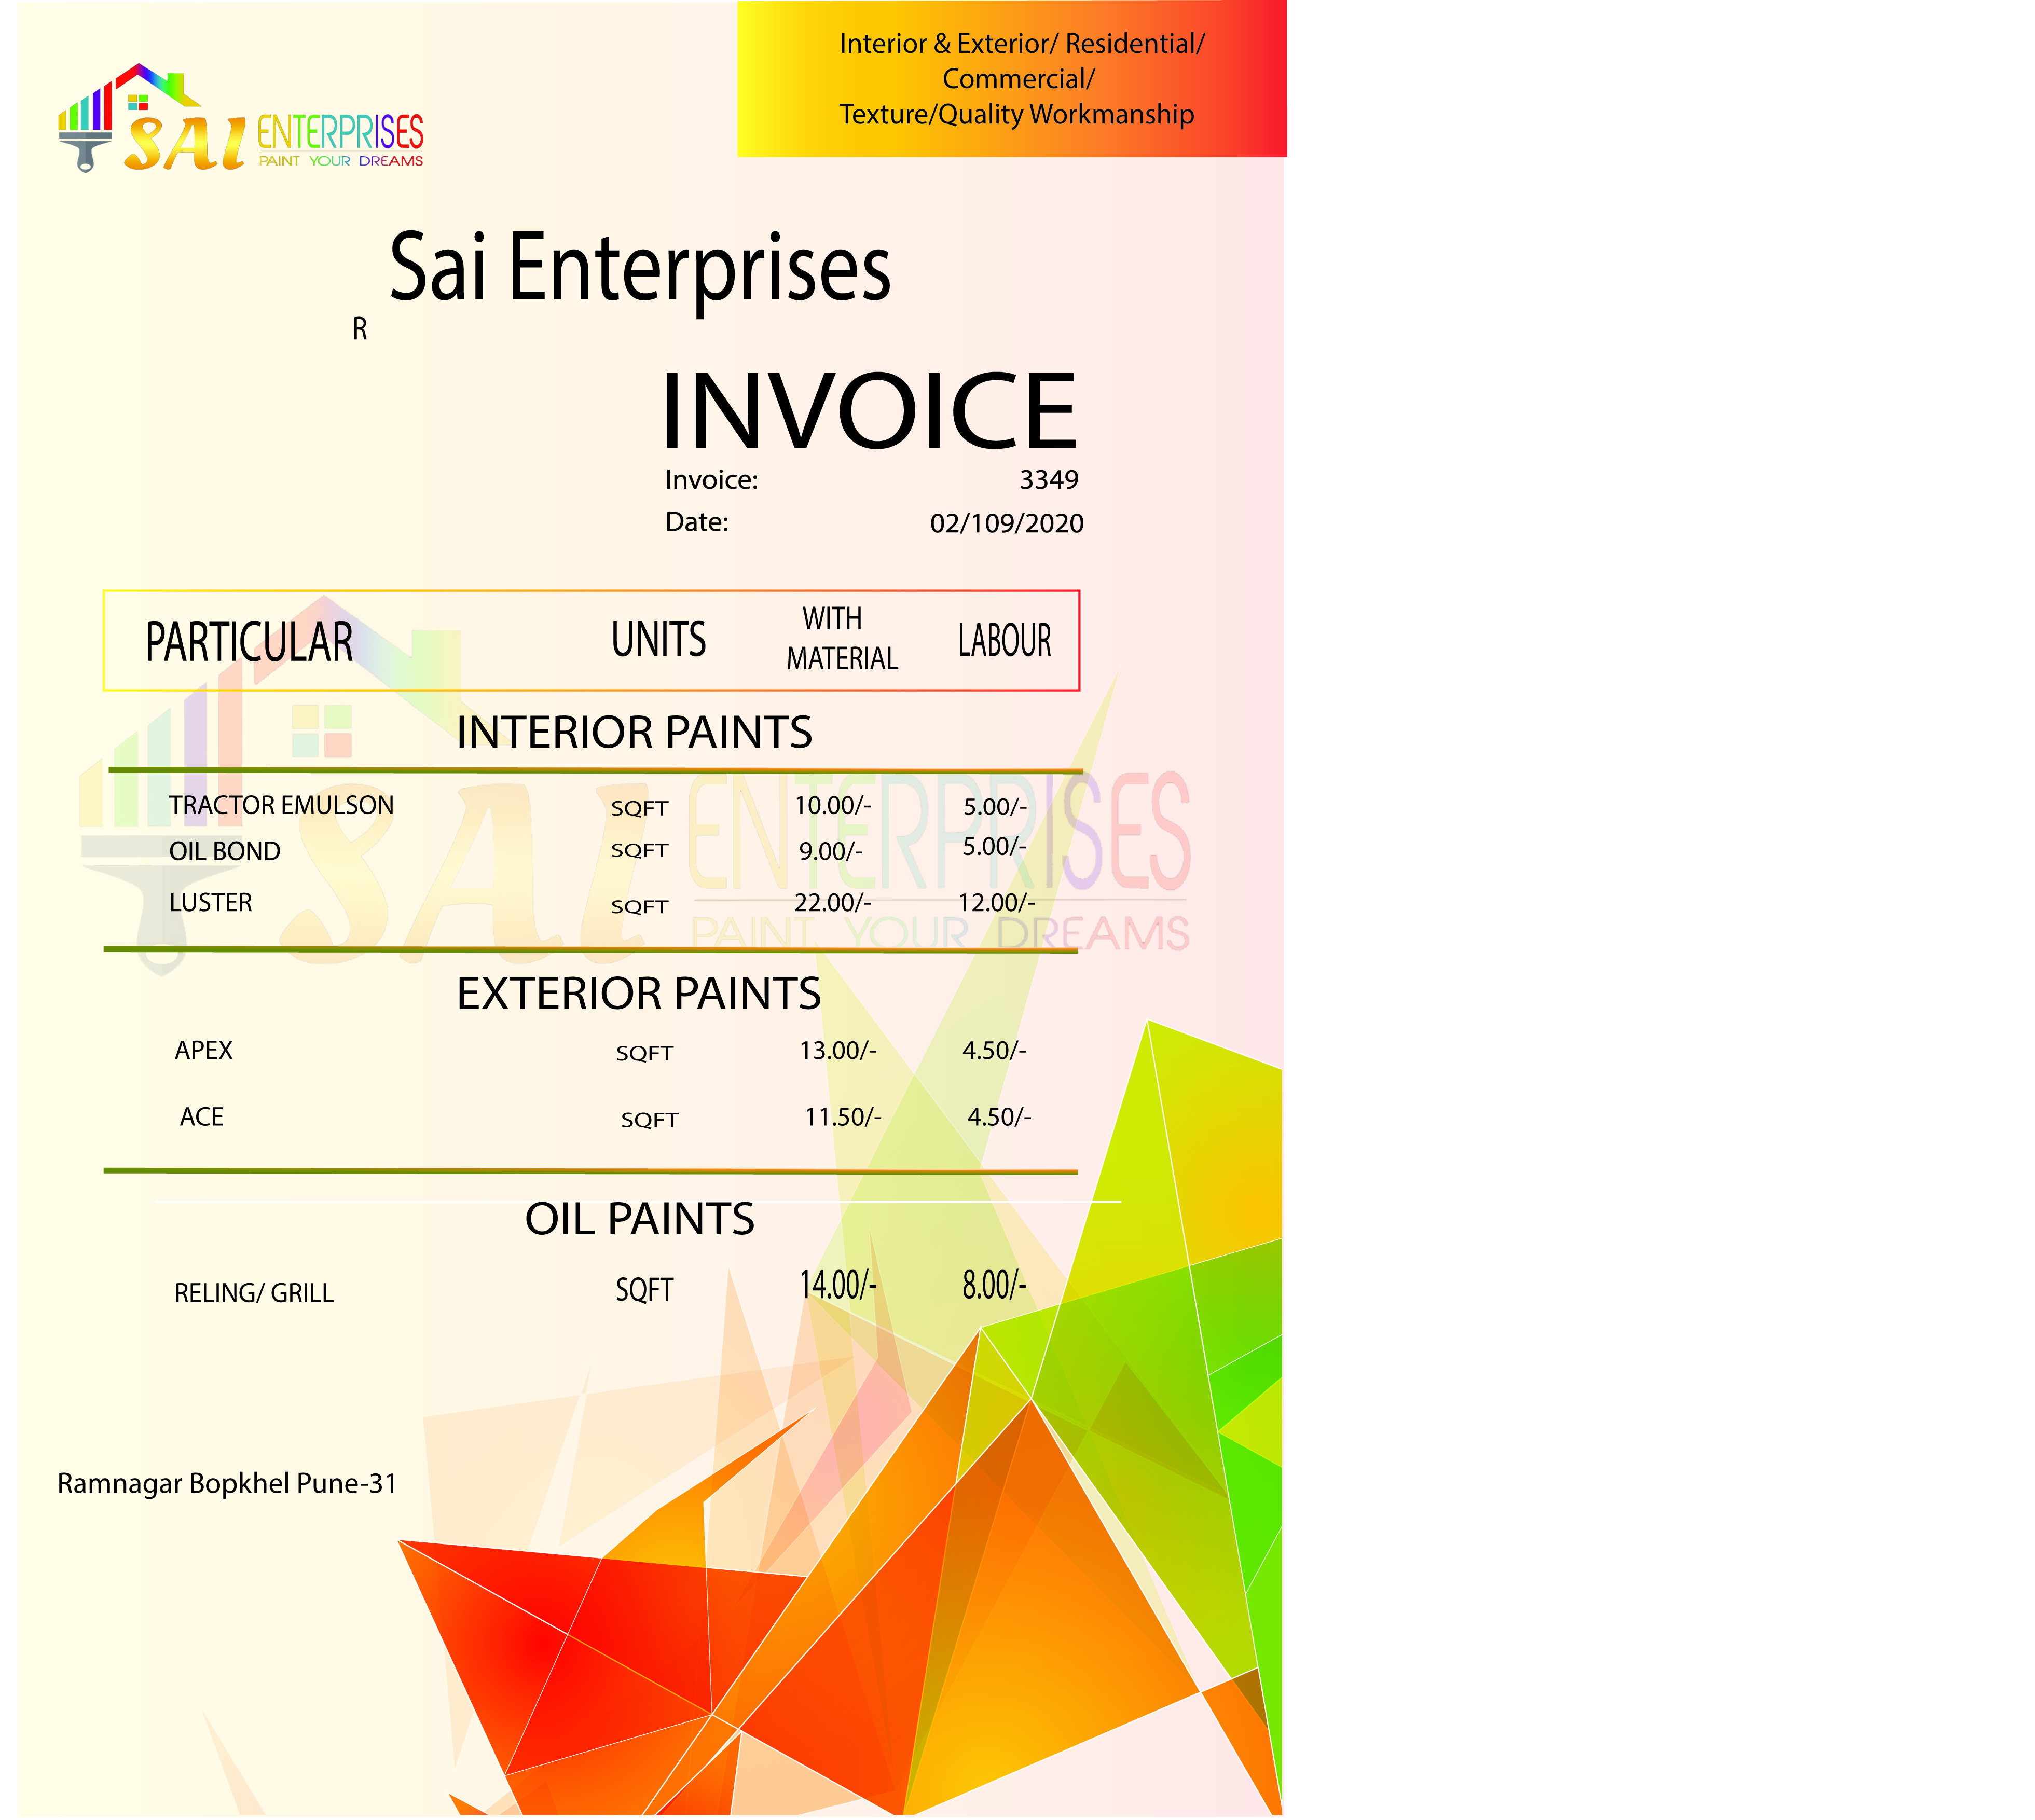 Interior & Exterior/ Residential/
Commercial/
Texture/Quality Workmanship
SAI ENTERPRISES
PAINT YOUR DREAMS
Sai Enterprises
R
INVOICE
Invoice: 3349
Date: 02/109/2020
PARTICULAR UNITS WITH MATERIAL LABOUR
INTERIOR PAINTS
TRACTOR EMULSON SQFT 10.00/- 5.00/-
OIL BOND SQFT 9.00/- 5.00/-
LUSTER SQFT 22.00/- 12.00/-
SAI ENTERPRISES
PAINT YOUR DREAMS
EXTERIOR PAINTS
APEX SQFT 13.00/- 4.50/-
ACE SQFT 11.50/- 4.50/-
OIL PAINTS
RELING/ GRILL SQFT 14.00/- 8.00/-
Ramnagar Bopkhel Pune-31